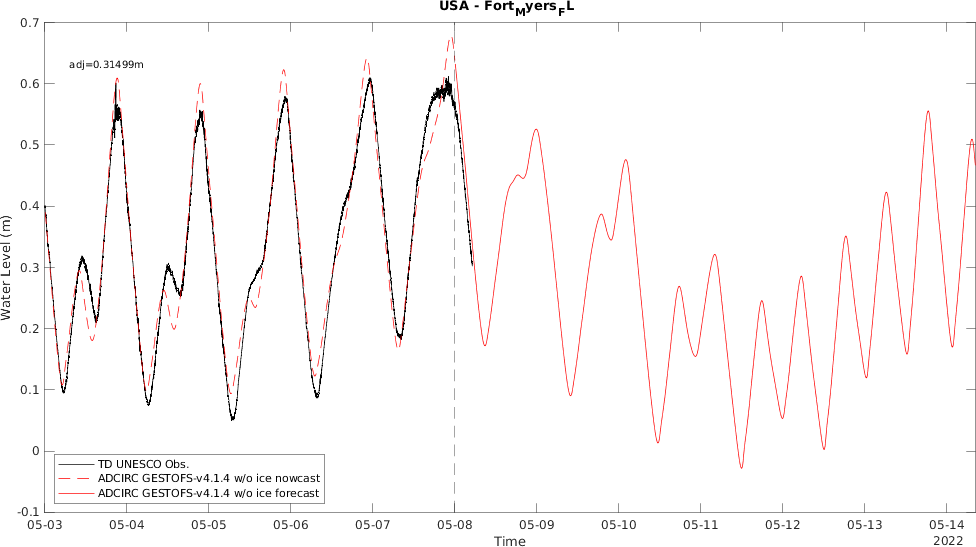 USA - Fort_Myers_FL
0.7
adj=0.31499m
0.6
0.5
0.4
0.3
0.2
0.1
0
-0.1
Water Level (m)
TD UNESCO Obs.
ADCIRC GESTOFS-v4.1.4 w/o ice nowcast
ADCIRC GESTOFS-v4.1.4 w/o ice forecast
05-03 05-04 05-05 05-06 05-07 05-08 05-09 05-10 05-11 05-12 05-13 05-14
Time
2022